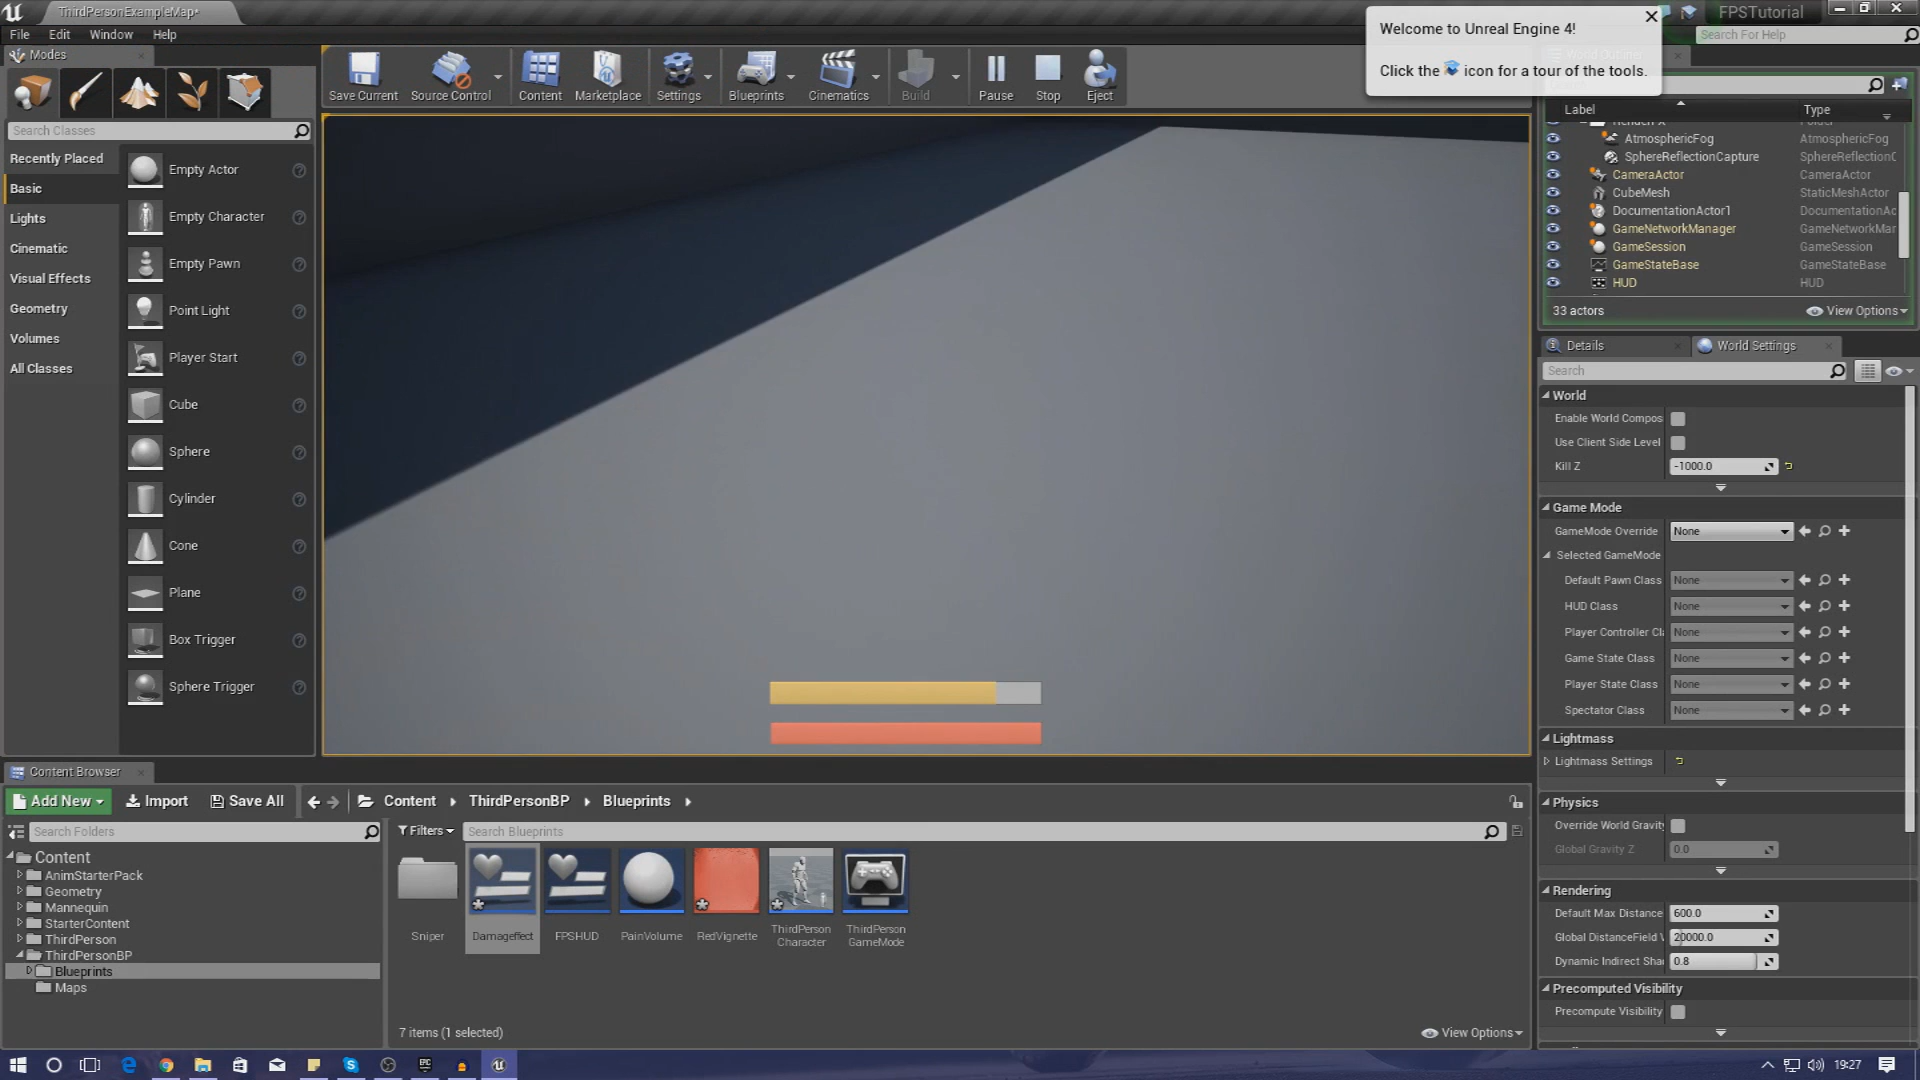 ThirdPersonExampleMap*
FPSTutorial
File Edit Window Help
Search For Help
Welcome to Unreal Engine 4!
Click the icon for a tour of the tools.
Modes
Save Current
Source Control
Content
Marketplace
Settings
Blueprints
Cinematics
Build
Pause
Stop
Eject
Search Classes
Recently Placed
Basic
Lights
Cinematic
Visual Effects
Geometry
Volumes
All Classes
Empty Actor
Empty Character
Empty Pawn
Point Light
Player Start
Cube
Sphere
Cylinder
Cone
Plane
Box Trigger
Sphere Trigger
Label Type
AtmosphericFog AtmosphericFog
SphereReflectionCapture SphereReflectionC
CameraActor CameraActor
CubeMesh StaticMeshActor
DocumentationActor1 DocumentationAc
GameNetworkManager GameNetworkMar
GameSession GameSession
GameStateBase GameStateBase
HUD HUD
33 actors View Options
Details World Settings
Search
World
Enable World Compos
Use Client Side Level
Kill Z -1000.0
Game Mode
GameMode Override None
Selected GameMode
Default Pawn Class None
HUD Class None
Player Controller Cl None
Game State Class None
Player State Class None
Spectator Class None
Lightmass
Lightmass Settings
Physics
Override World Gravity
Global Gravity Z 0.0
Rendering
Default Max Distance 600.0
Global DistanceField V 20000.0
Dynamic Indirect Sha 0.8
Precomputed Visibility
Precompute Visibility
Content Browser
Add New Import Save All Content ThirdPersonBP Blueprints
Search Folders
Filters Search Blueprints
Content
AnimStarterPack
Geometry
Mannequin
StarterContent
ThirdPerson
ThirdPersonBP
Blueprints
Maps
Sniper
Damageffect
FPSHUD
PainVolume
RedVignette
ThirdPerson
Character
ThirdPerson
GameMode
7 items (1 selected) View Options
EPIC
19:27